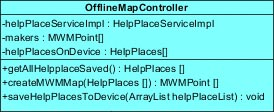 OfflineMapController
-helpPlaceServiceImpl : HelpPlaceServiceImpl
-makers : MWMPoint[]
-helpPlacesOnDevice : HelpPlaces[]
+getAllHelpplaceSaved() : HelpPlaces []
+createMWMMap(HelpPlaces []) : MWMPoint []
+saveHelpPlacesToDevice(ArrayList helpPlaceList) : void